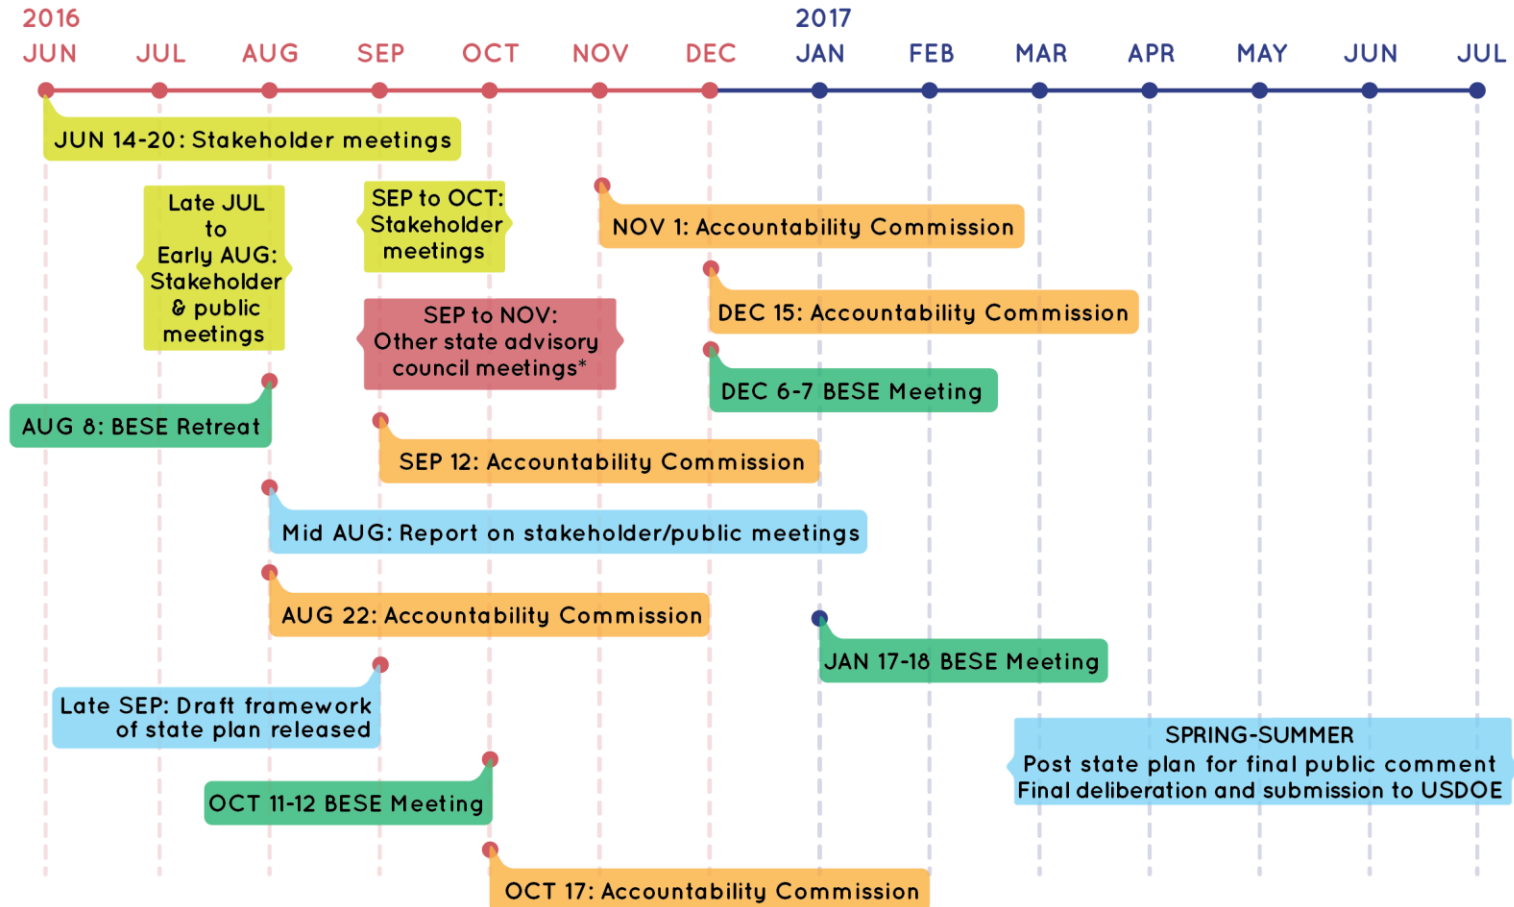 2016
2017
JUN JUL AUG SEP OCT NOV DEC JAN FEB MAR APR MAY JUN JUL
JUN 14-20: Stakeholder meetings
Late JUL
to
Early AUG:
Stakeholder
& public
meetings
SEP to OCT:
Stakeholder
meetings
NOV 1: Accountability Commission
DEC 15: Accountability Commission
SEP to NOV:
Other state advisory
council meetings*
DEC 6-7 BESE Meeting
AUG 8: BESE Retreat
SEP 12: Accountability Commission
Mid AUG: Report on stakeholder/public meetings
AUG 22: Accountability Commission
JAN 17-18 BESE Meeting
Late SEP: Draft framework
of state plan released
SPRING-SUMMER
Post state plan for final public comment
Final deliberation and submission to USDOE
OCT 11-12 BESE Meeting
OCT 17: Accountability Commission